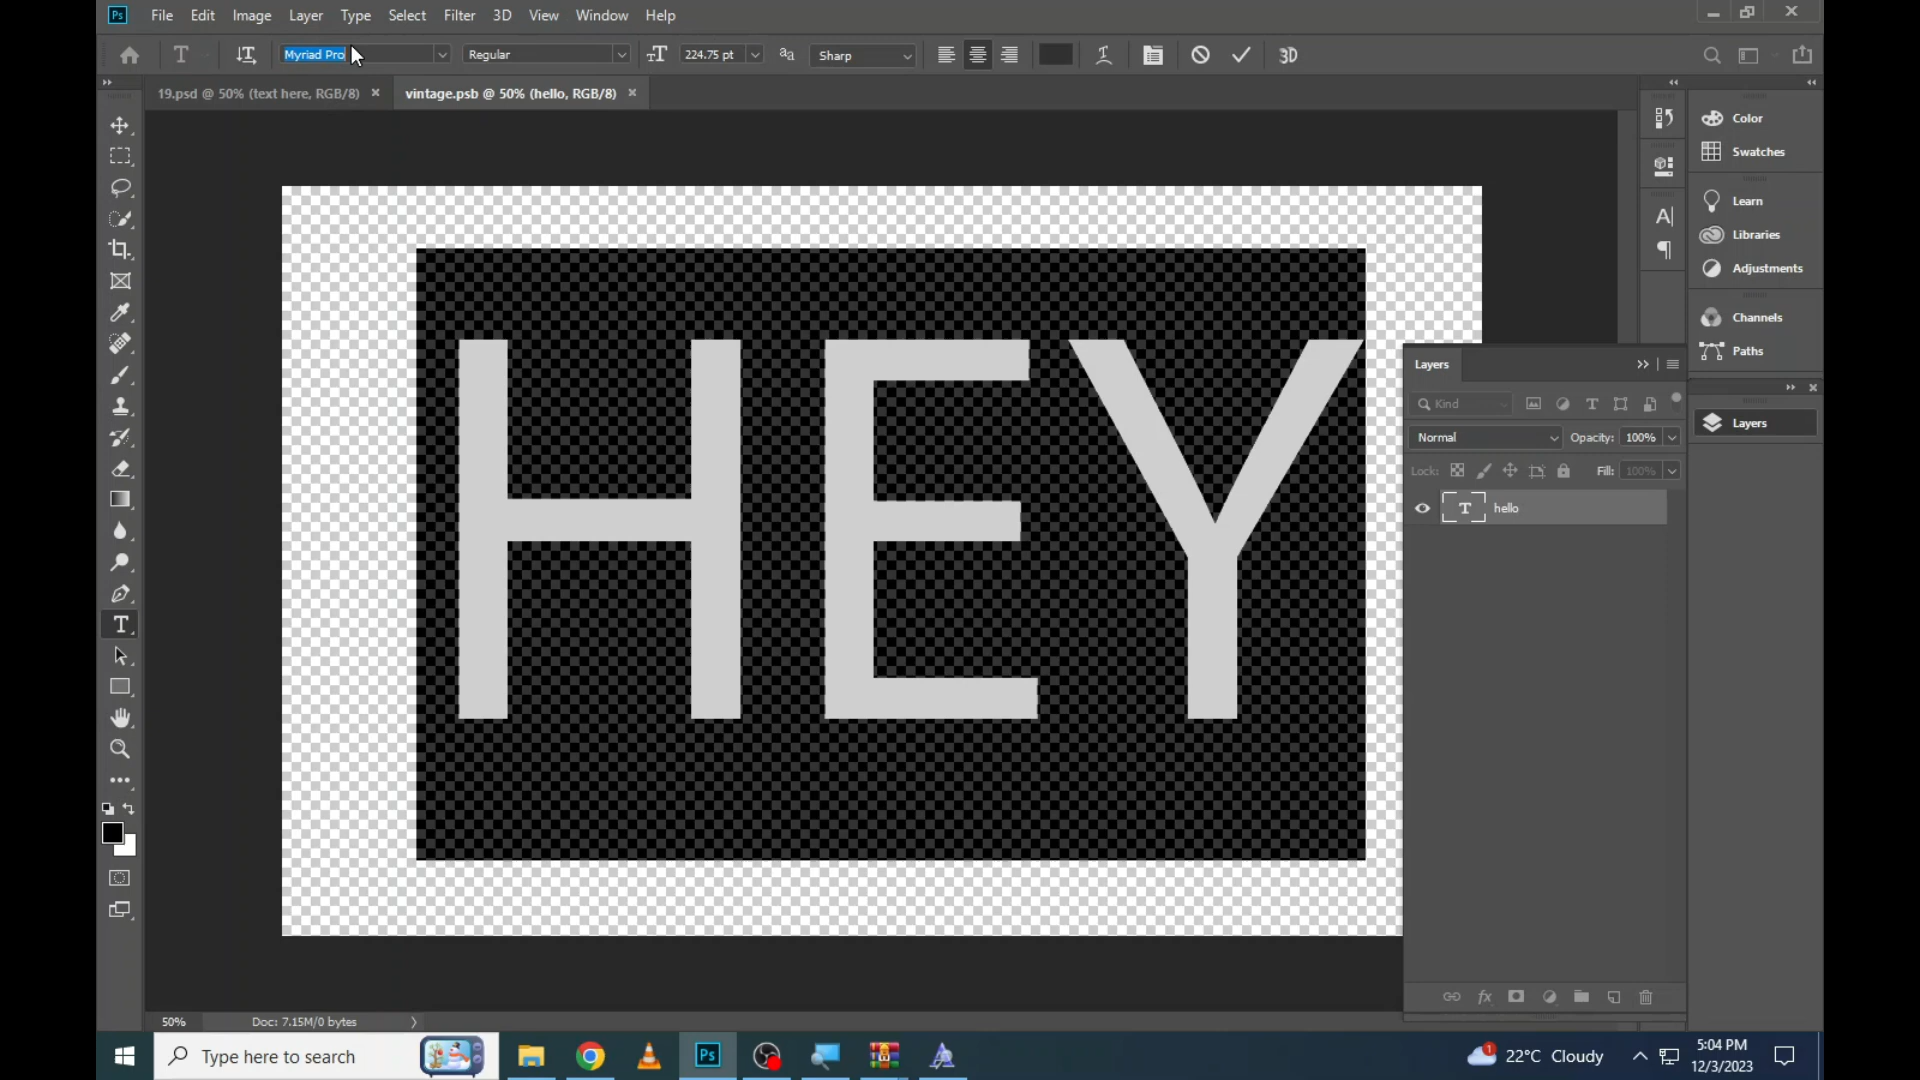 Ps File Edit Image Layer Type Select Filter 3D View Window Help
T Myriad Pro Regular 224.75 pt aa Sharp 3D
19.psd @ 50% (text here, RGB/8) × vintage.psb @ 50% (hello, RGB/8) ×
Color
Swatches
Learn
Libraries
Adjustments
Channels
Paths
Layers
HEY
Layers
Kind
Normal Opacity: 100%
Lock: Fill: 100%
T hello
50% Doc: 7.15M/0 bytes
Type here to search
Ps
1 22°C Cloudy
5:04 PM
12/3/2023